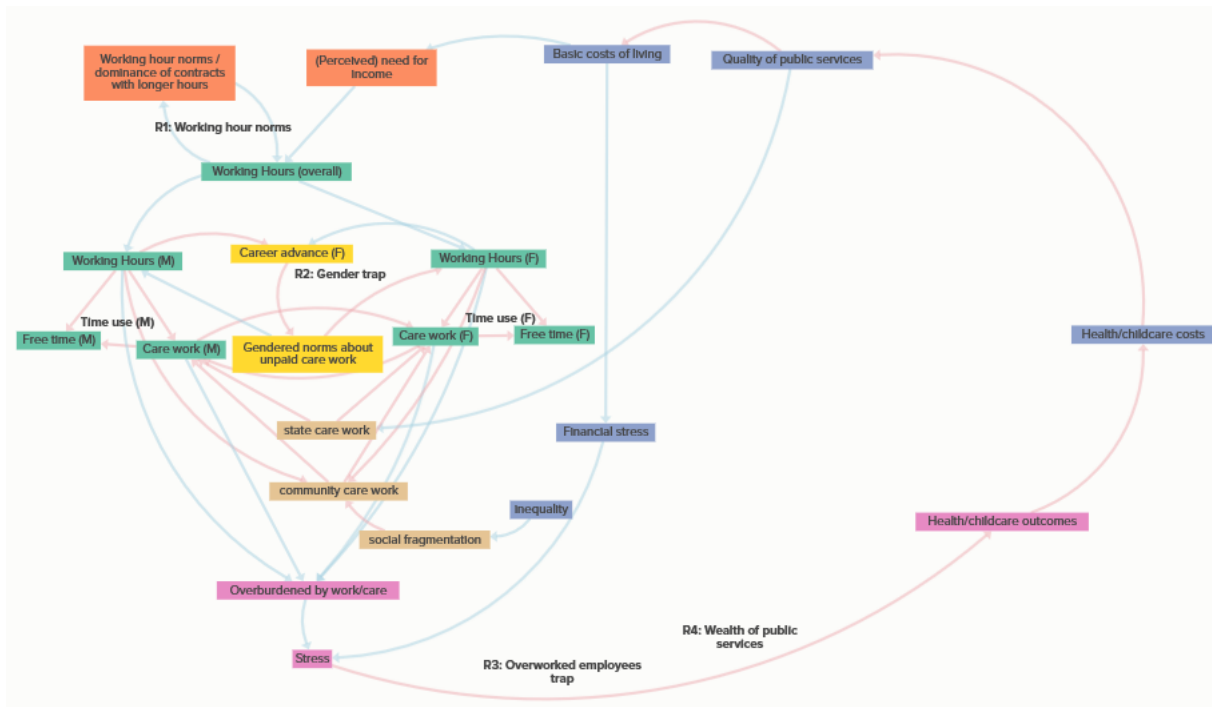 Working hour norms /
dominance of contracts
with longer hours
(Perceived) need for
income
Basic costs of living
Quality of public services
R1: Working hour norms
Working Hours (overall)
Working Hours (M)
Career advance (F)
Working Hours (F)
R2: Gender trap
Time use (M)
Time use (F)
Free time (M)
Care work (M)
Gendered norms about
unpaid care work
Care work (F)
Free time (F)
Health/childcare costs
state care work
Financial stress
community care work
inequality
Health/childcare outcomes
social fragmentation
Overburdened by work/care
R4: Wealth of public
services
Stress
R3: Overworked employees
trap